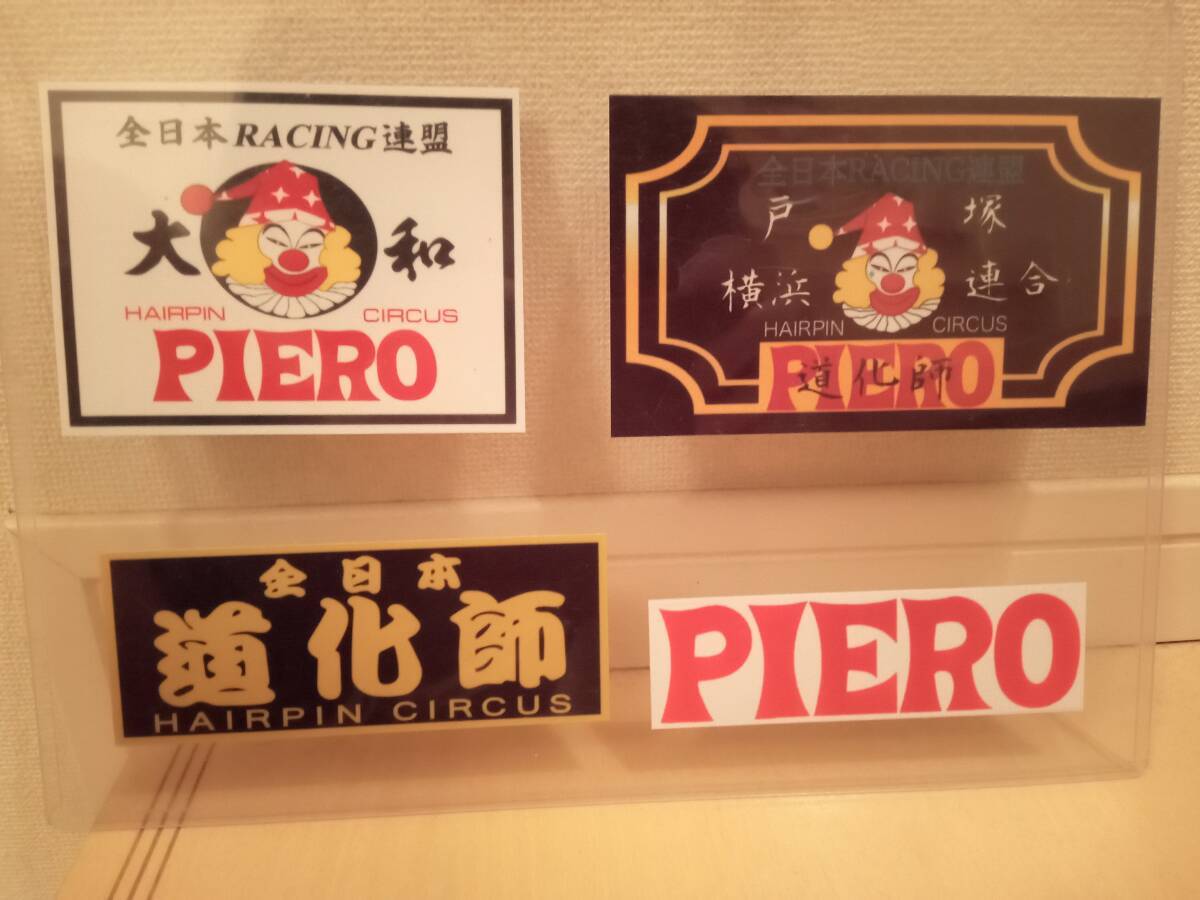 全日本RACING連盟
大和
HAIRPIN CIRCUS
PIERO
全日本RACING連盟
戸塚
横浜連合
HAIRPIN CIRCUS
PIERO
道化師
全日本
道化師
HAIRPIN CIRCUS
PIERO